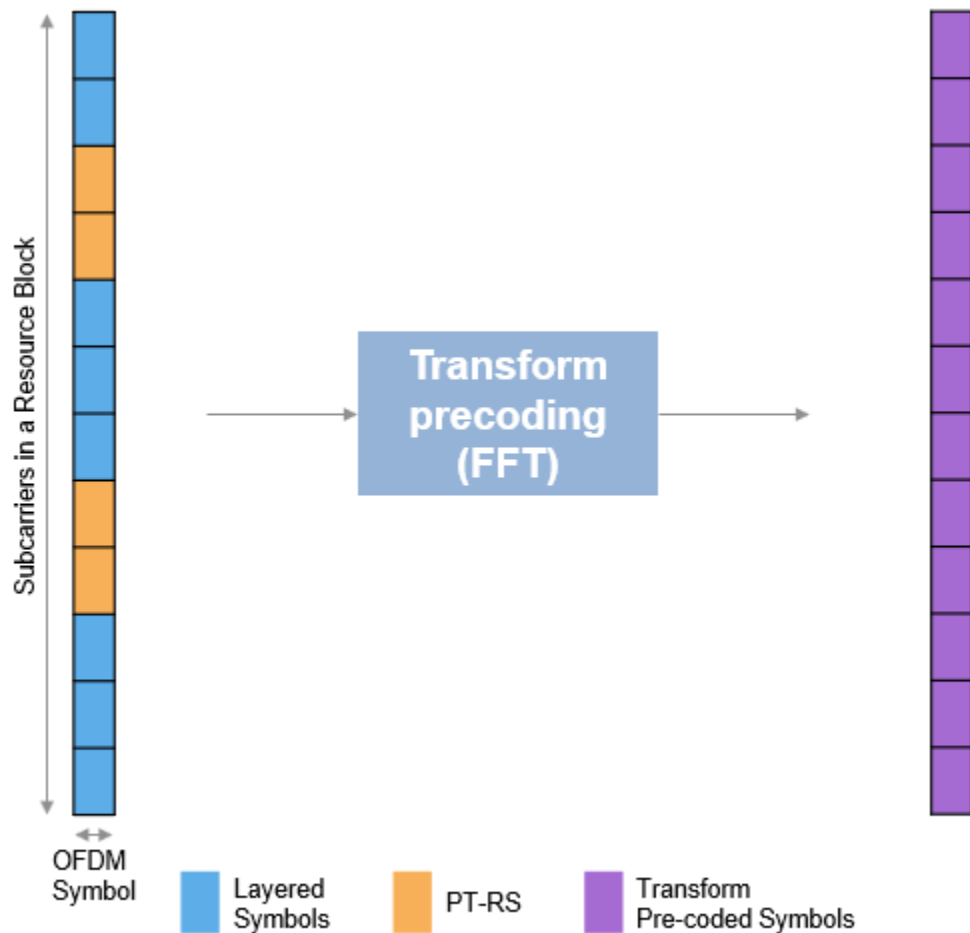 Subcarriers in a Resource Block
Transform
precoding
(FFT)
OFDM
Symbol
Layered
Symbols
PT-RS
Transform
Pre-coded Symbols